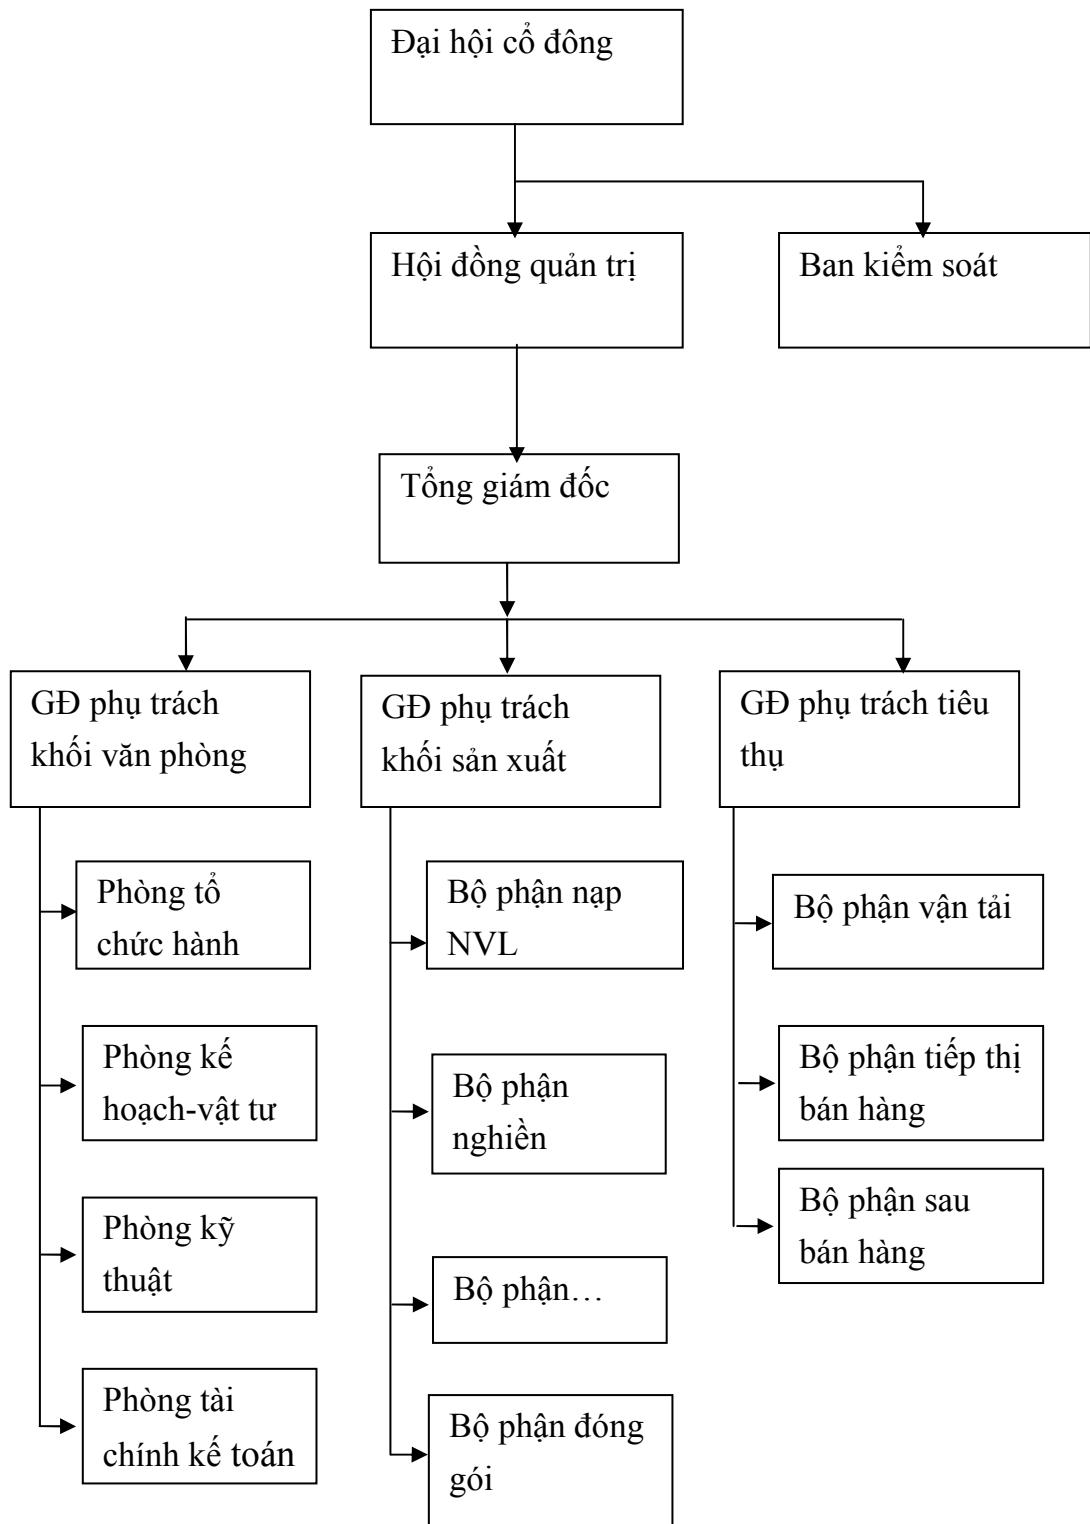 Đại hội cổ đông
Hội đồng quản trị
Ban kiểm soát
Tổng giám đốc
GĐ phụ trách
khối văn phòng
GĐ phụ trách
khối sản xuất
GĐ phụ trách tiêu
thụ
Phòng tổ
chức hành
Phòng kế
hoạch-vật tư
Phòng kỹ
thuật
Phòng tài
chính kế toán
Bộ phận nạp
NVL
Bộ phận
nghiền
Bộ phận…
Bộ phận đóng
gói
Bộ phận vận tải
Bộ phận tiếp thị
bán hàng
Bộ phận sau
bán hàng